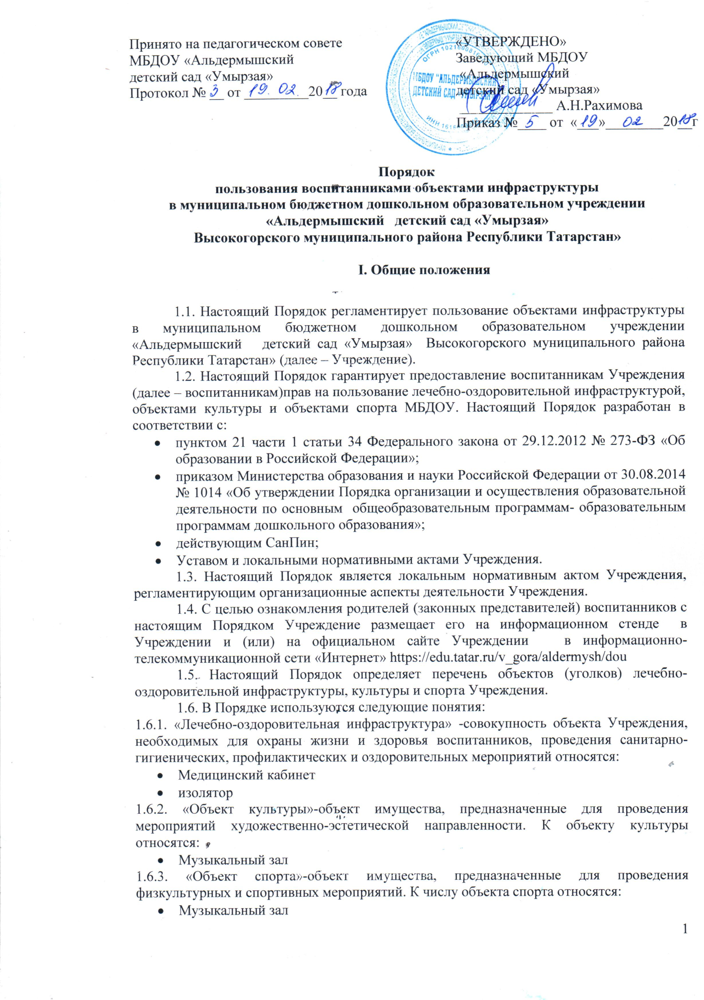 Принято на педагогическом совете
МБДОУ «Альдермышский
детский сад «Умырзая»
Протокол № 3 от 19. 02. 2018 года
«УТВЕРЖДЕНО»
Заведующий МБДОУ
«Альдермышский
детский сад «Умырзая»
А.Н.Рахимова
Приказ № 5 от «19» 02 2018г
МБДОУ "АЛЬДЕРМЫШСКИЙ
ДЕТСКИЙ САД "УМЫРЗАЯ"
Порядок
пользования воспитанниками объектами инфраструктуры
в муниципальном бюджетном дошкольном образовательном учреждении
«Альдермышский детский сад «Умырзая»
Высокогорского муниципального района Республики Татарстан»
I. Общие положения
1.1. Настоящий Порядок регламентирует пользование объектами инфраструктуры
в муниципальном бюджетном дошкольном образовательном учреждении
«Альдермышский детский сад «Умырзая» Высокогорского муниципального района
Республики Татарстан» (далее – Учреждение).
1.2. Настоящий Порядок гарантирует предоставление воспитанникам Учреждения
(далее – воспитанникам)прав на пользование лечебно-оздоровительной инфраструктурой,
объектами культуры и объектами спорта МБДОУ. Настоящий Порядок разработан в
соответствии с:
• пунктом 21 части 1 статьи 34 Федерального закона от 29.12.2012 № 273-ФЗ «Об
образовании в Российской Федерации»;
• приказом Министерства образования и науки Российской Федерации от 30.08.2014
№ 1014 «Об утверждении Порядка организации и осуществления образовательной
деятельности по основным общеобразовательным программам- образовательным
программам дошкольного образования»;
• действующим СанПин;
• Уставом и локальными нормативными актами Учреждения.
1.3. Настоящий Порядок является локальным нормативным актом Учреждения,
регламентирующим организационные аспекты деятельности Учреждения.
1.4. С целью ознакомления родителей (законных представителей) воспитанников с
настоящим Порядком Учреждение размещает его на информационном стенде в
Учреждении и (или) на официальном сайте Учреждении в информационно-
телекоммуникационной сети «Интернет» https://edu.tatar.ru/v_gora/aldermysh/dou
1.5. Настоящий Порядок определяет перечень объектов (уголков) лечебно-
оздоровительной инфраструктуры, культуры и спорта Учреждения.
1.6. В Порядке используются следующие понятия:
1.6.1. «Лечебно-оздоровительная инфраструктура» -совокупность объекта Учреждения,
необходимых для охраны жизни и здоровья воспитанников, проведения санитарно-
гигиенических, профилактических и оздоровительных мероприятий относятся:
• Медицинский кабинет
• изолятор
1.6.2. «Объект культуры»-объект имущества, предназначенные для проведения
мероприятий художественно-эстетической направленности. К объекту культуры
относятся:
• Музыкальный зал
1.6.3. «Объект спорта»-объект имущества, предназначенные для проведения
физкультурных и спортивных мероприятий. К числу объекта спорта относятся:
• Музыкальный зал
1